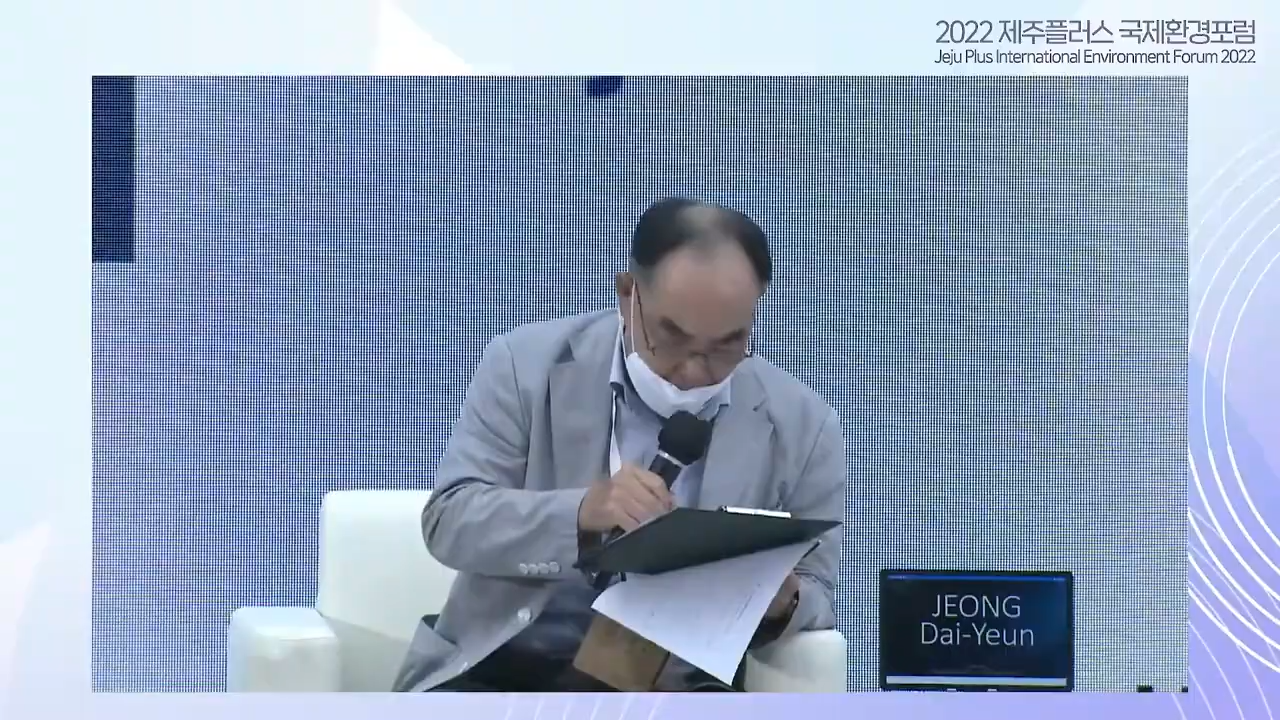 2022 제주플러스 국제환경포럼
Jeju Plus International Environment Forum 2022
JEONG
Dai-Yeun